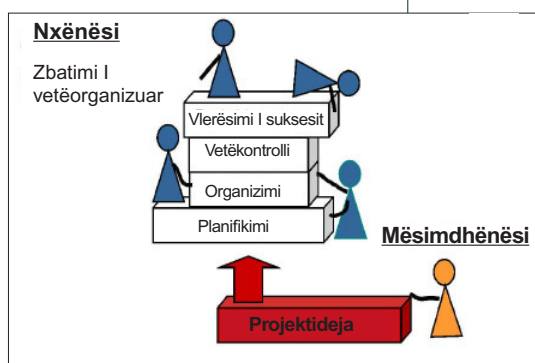 Nxënësi
Zbatimi I
vetëorganizuar
Vlerësimi I suksesit
Vetëkontrolli
Organizimi
Planifikimi
Mësimdhënësi
Projektideja